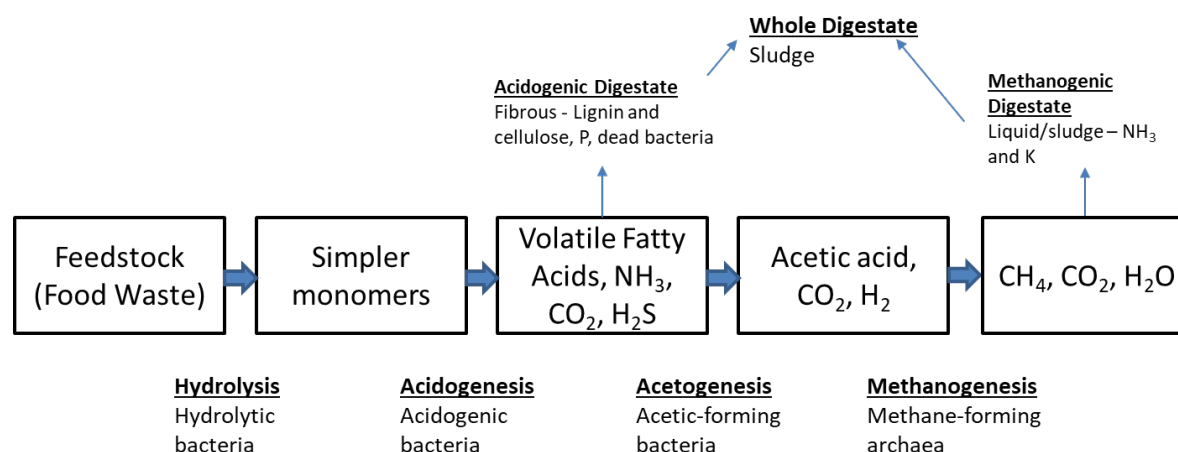 Whole Digestate
Sludge
Acidogenic Digestate
Fibrous - Lignin and
cellulose, P, dead bacteria
Methanogenic
Digestate
Liquid/sludge – NH₃
and K
Feedstock
(Food Waste)
Simpler
monomers
Volatile Fatty
Acids, NH₃,
CO₂, H₂S
Acetic acid,
CO₂, H₂
CH₄, CO₂, H₂O
Hydrolysis
Hydrolytic
bacteria
Acidogenesis
Acidogenic
bacteria
Acetogenesis
Acetic-forming
bacteria
Methanogenesis
Methane-forming
archaea